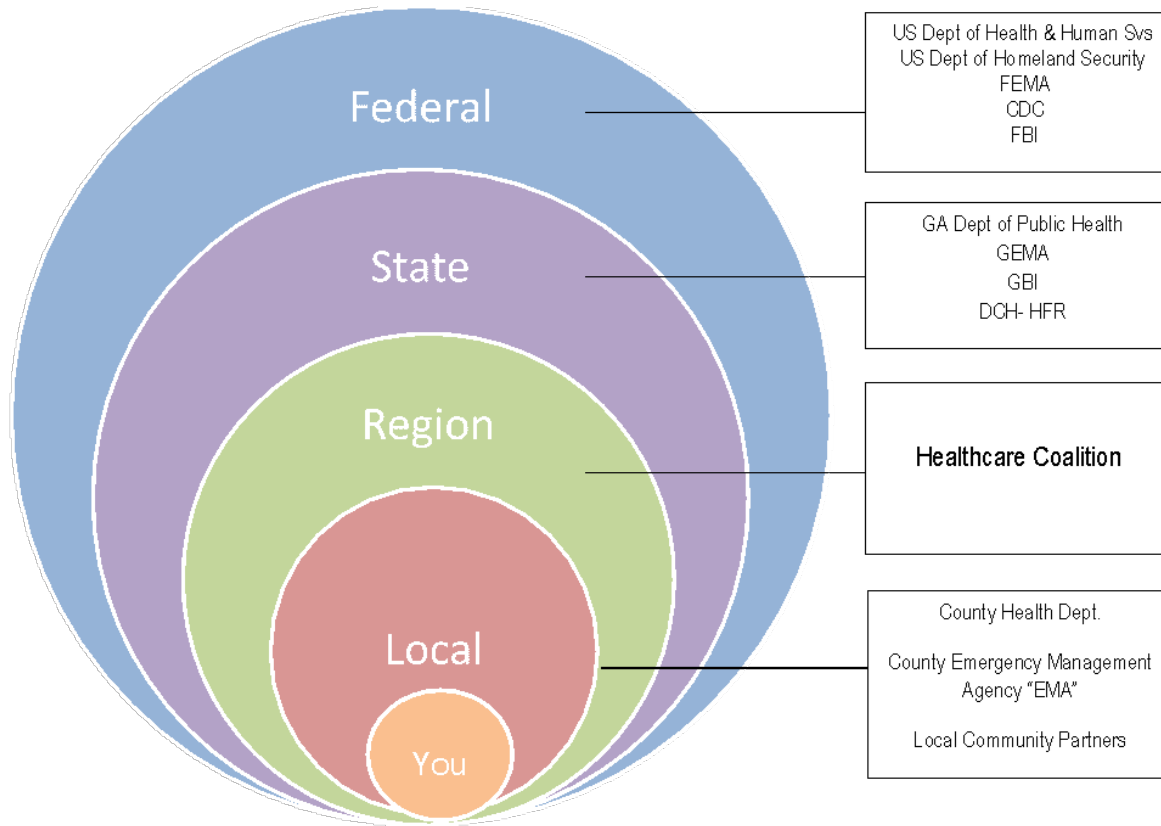 Federal
US Dept of Health & Human Svs
US Dept of Homeland Security
FEMA
CDC
FBI
State
GA Dept of Public Health
GEMA
GBI
DCH- HFR
Region
Healthcare Coalition
Local
County Health Dept.
County Emergency Management
Agency “EMA”
Local Community Partners
You